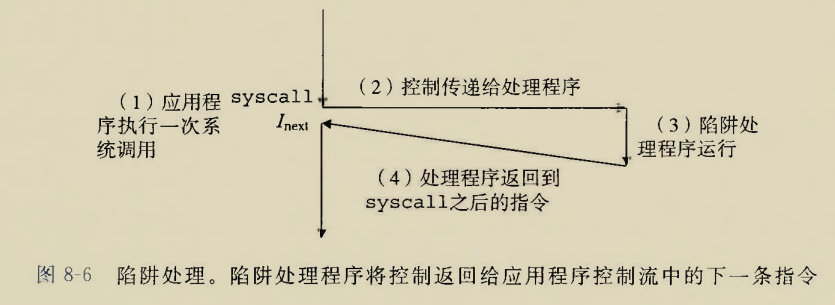 （1）应用程
序执行一次系
统调用
syscall
Inext
（2）控制传递给处理程序
（3）陷阱处
理程序运行
（4）处理程序返回到
syscall之后的指令
图 8-6 陷阱处理。陷阱处理程序将控制返回给应用程序控制流中的下一条指令